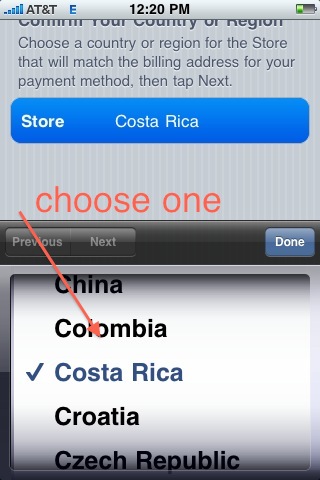 AT&T E 12:20 PM
Confirm Your Country or Region
Choose a country or region for the Store
that will match the billing address for your
payment method, then tap Next.
Store Costa Rica
choose one
Previous Next Done
China
Colombia
✓ Costa Rica
Croatia
Czech Republic